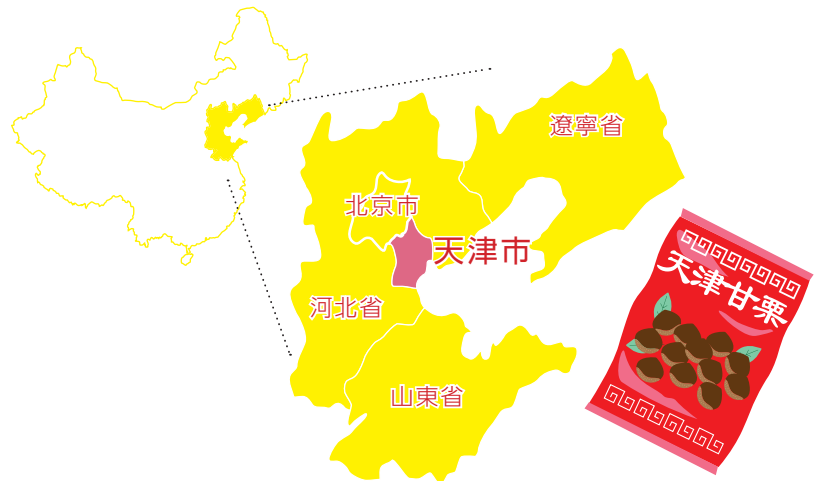 遼寧省
北京市
天津市
河北省
山東省
天津甘栗